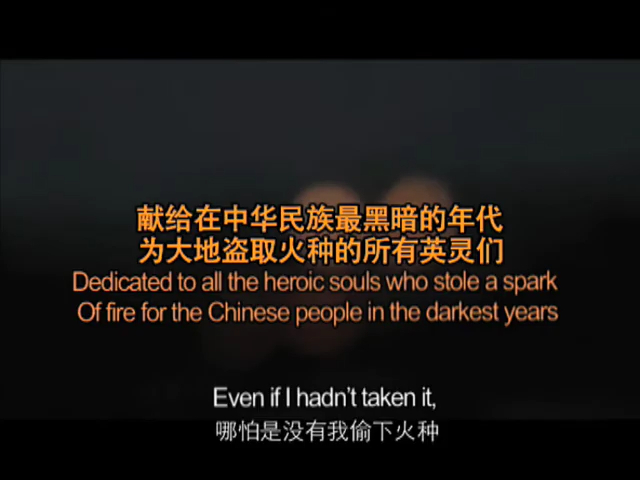 献给在中华民族最黑暗的年代
为大地盗取火种的所有英灵们
Dedicated to all the heroic souls who stole a spark
Of fire for the Chinese people in the darkest years
Even if I hadn't taken it,
哪怕是没有我偷下火种